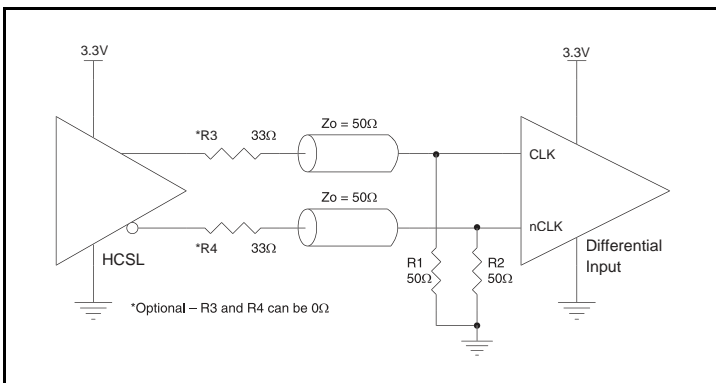 3.3V
3.3V
*R3 33Ω
Zo = 50Ω
CLK
Zo = 50Ω
nCLK
*R4 33Ω
HCSL
R1
50Ω
R2
50Ω
Differential
Input
*Optional – R3 and R4 can be 0Ω